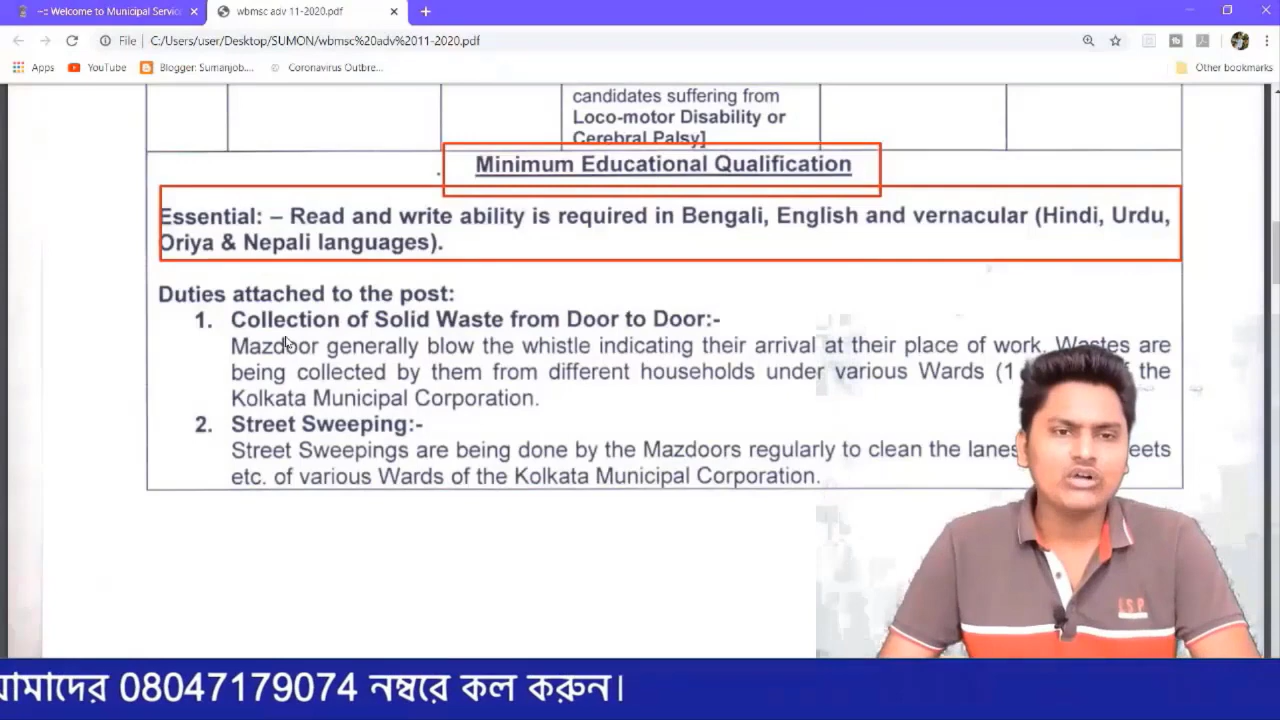 -:: Welcome to Municipal Servic
wbmsc adv 11-2020.pdf
File
C:/Users/user/Desktop/SUMON/wbmsc%20adv%2011-2020.pdf
Apps
YouTube
Blogger: Sumanjob....
Coronavirus Outbre...
Other bookmarks
candidates suffering from
Loco-motor Disability or
Cerebral Palsy]
Minimum Educational Qualification
Essential: – Read and write ability is required in Bengali, English and vernacular (Hindi, Urdu,
Oriya & Nepali languages).
Duties attached to the post:
1. Collection of Solid Waste from Door to Door:-
Mazdoor generally blow the whistle indicating their arrival at their place of work. Wastes are
being collected by them from different households under various Wards (1 the
Kolkata Municipal Corporation.
2. Street Sweeping:-
Street Sweepings are being done by the Mazdoors regularly to clean the lanes eets
etc. of various Wards of the Kolkata Municipal Corporation.
LSP
মাদের 08047179074 নম্বরে কল করুন।